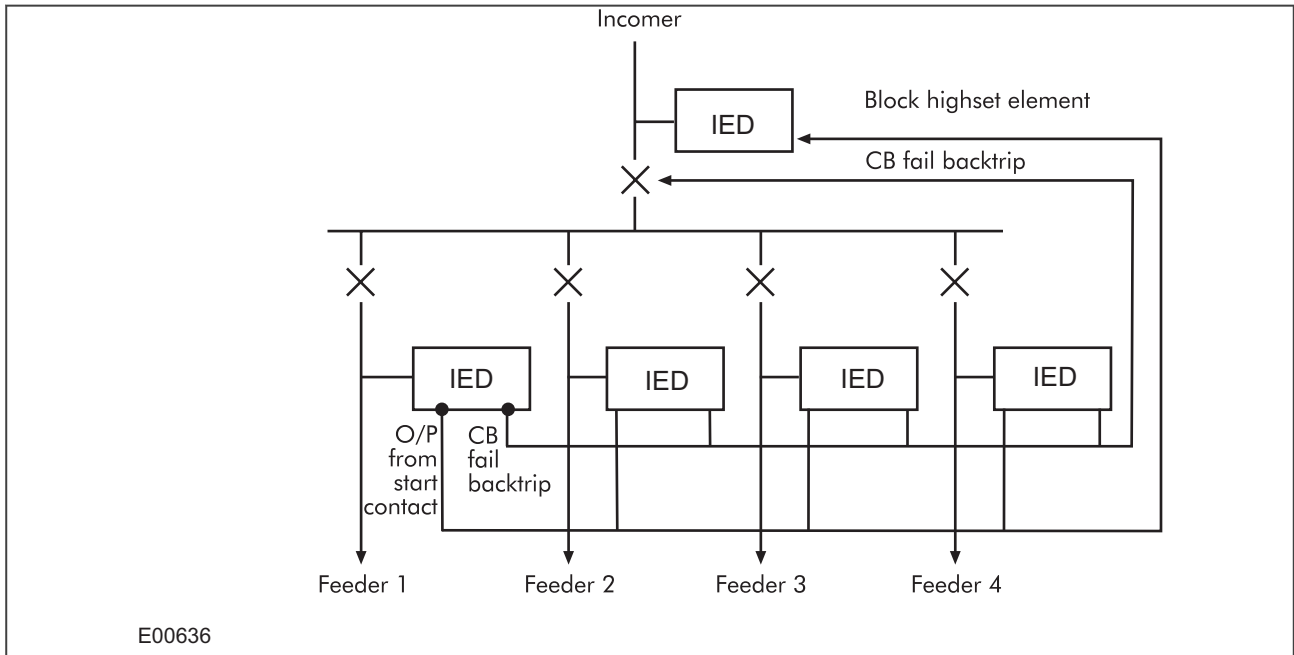 Incomer
IED
Block highset element
CB fail backtrip
IED
IED
IED
IED
O/P
from
start
contact
CB
fail
backtrip
Feeder 1
Feeder 2
Feeder 3
Feeder 4
E00636